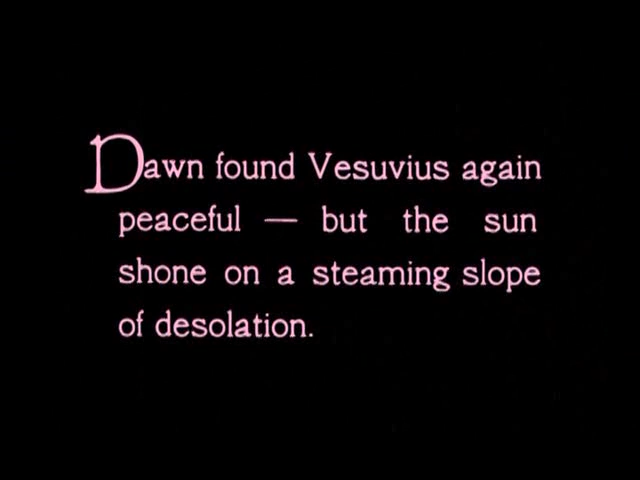 Dawn found Vesuvius again
peaceful — but the sun
shone on a steaming slope
of desolation.